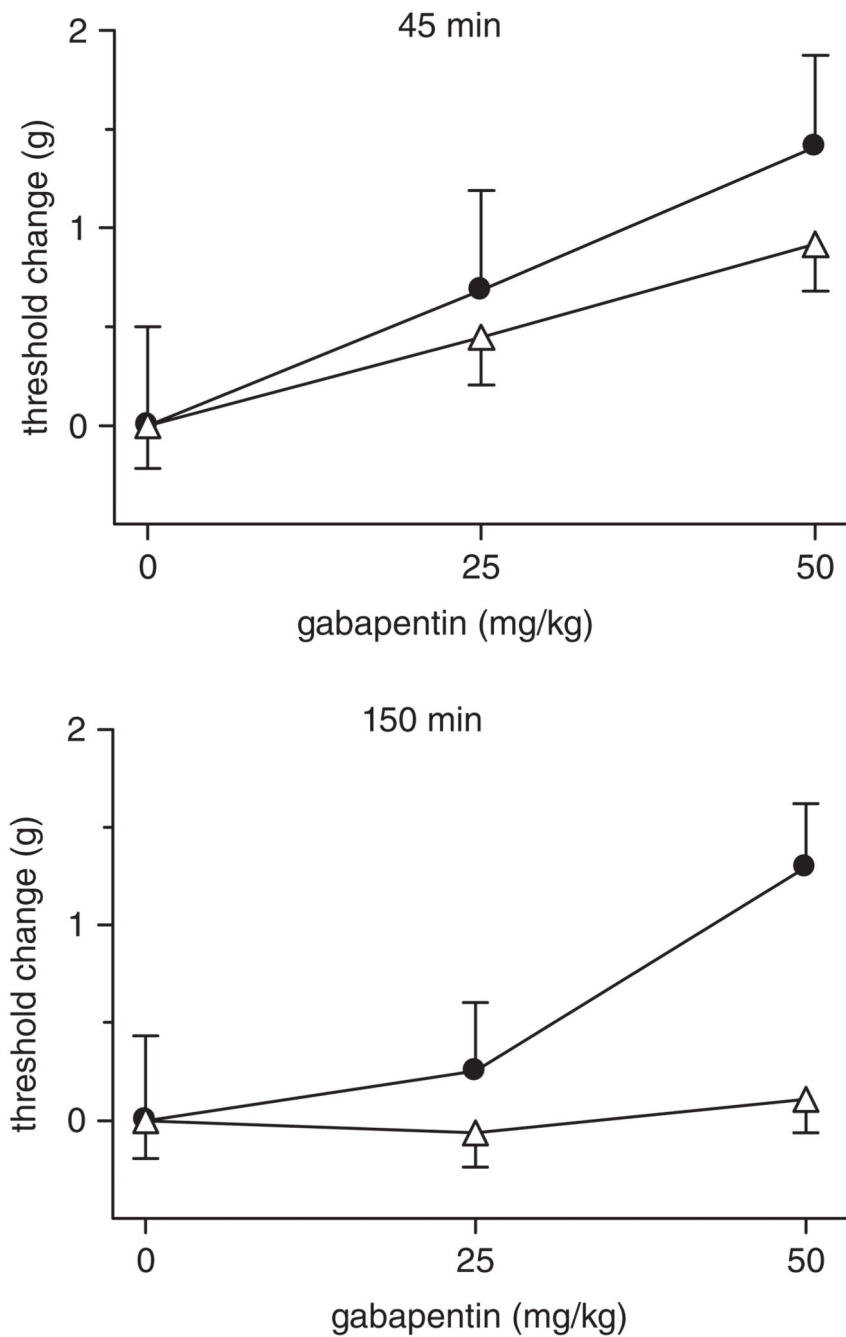 45 min
2
1
0
threshold change (g)
0 25 50
gabapentin (mg/kg)
150 min
2
1
0
threshold change (g)
0 25 50
gabapentin (mg/kg)